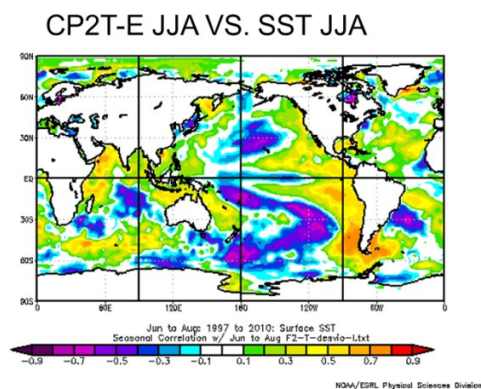 CP2T-E JJA VS. SST JJA
90N
60N
30N
EQ
30S
60S
90S
0 60E 120E 180 120W 60W 0
Jun to Aug: 1997 to 2010: Surface SST
Seasonal Correlation w/ Jun to Aug F2-T-desvio-I.txt
-0.9 -0.7 -0.5 -0.3 -0.1 0.1 0.3 0.5 0.7 0.9
NOAA/ESRL Physical Sciences Division